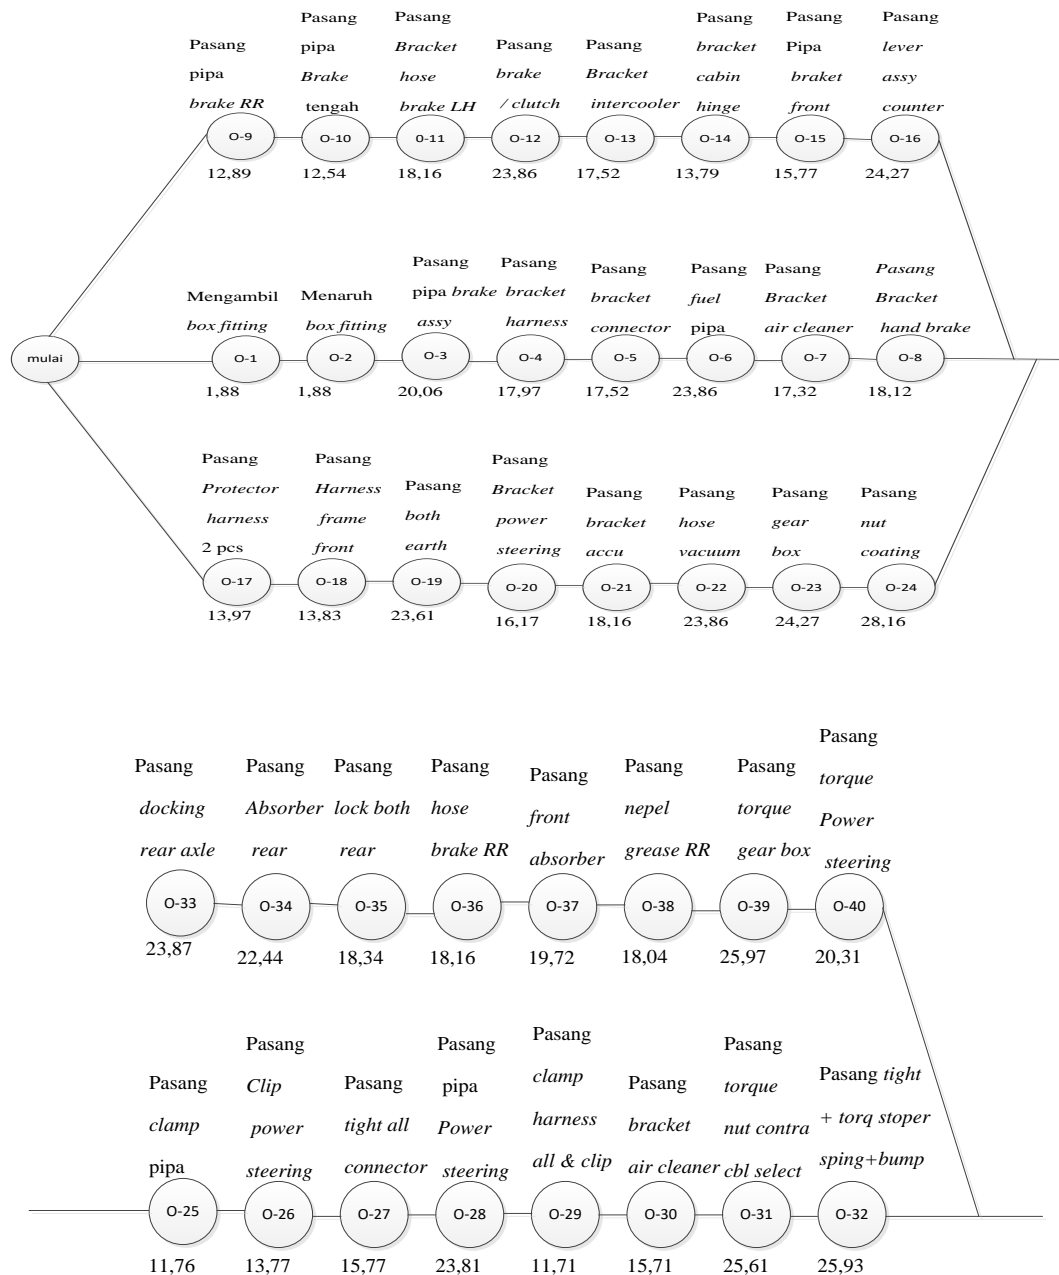 Pasang
pipa
brake RR
Pasang
pipa
Brake
tengah
Pasang
Bracket
hose
brake LH
Pasang
brake
/ clutch
Pasang
Bracket
intercooler
Pasang
bracket
cabin
hinge
Pasang
Pipa
braket
front
Pasang
lever
assy
counter
O-9
O-10
0-11
O-12
O-13
O-14
O-15
O-16
12,89
12,54
18,16
23,86
17,52
13,79
15,77
24,27
mulai
Mengambil
box fitting
Menaruh
box fitting
Pasang
pipa brake
assy
Pasang
bracket
harness
Pasang
bracket
connector
Pasang
fuel
pipa
Pasang
Bracket
air cleaner
Pasang
Bracket
hand brake
O-1
O-2
O-3
O-4
O-5
O-6
O-7
O-8
1,88
1,88
20,06
17,97
17,52
23,86
17,32
18,12
Pasang
Protector
harness
2 pcs
Pasang
Harness
frame
front
Pasang
both
earth
Pasang
Bracket
power
steering
Pasang
bracket
accu
Pasang
hose
vacuum
Pasang
gear
box
Pasang
nut
coating
O-17
O-18
O-19
O-20
O-21
O-22
O-23
O-24
13,97
13,83
23,61
16,17
18,16
23,86
24,27
28,16
Pasang
docking
rear axle
Pasang
Absorber
rear
Pasang
lock both
rear
Pasang
hose
brake RR
Pasang
front
absorber
Pasang
nepel
grease RR
Pasang
torque
gear box
Pasang
torque
Power
steering
O-33
O-34
O-35
O-36
O-37
O-38
O-39
O-40
23,87
22,44
18,34
18,16
19,72
18,04
25,97
20,31
Pasang
clamp
pipa
Pasang
Clip
power
steering
Pasang
tight all
connector
Pasang
pipa
Power
steering
Pasang
clamp
harness
all & clip
Pasang
bracket
air cleaner
Pasang
torque
nut contra
cbl select
Pasang tight
+ torq stoper
sping+bump
O-25
O-26
O-27
O-28
O-29
O-30
O-31
O-32
11,76
13,77
15,77
23,81
11,71
15,71
25,61
25,93